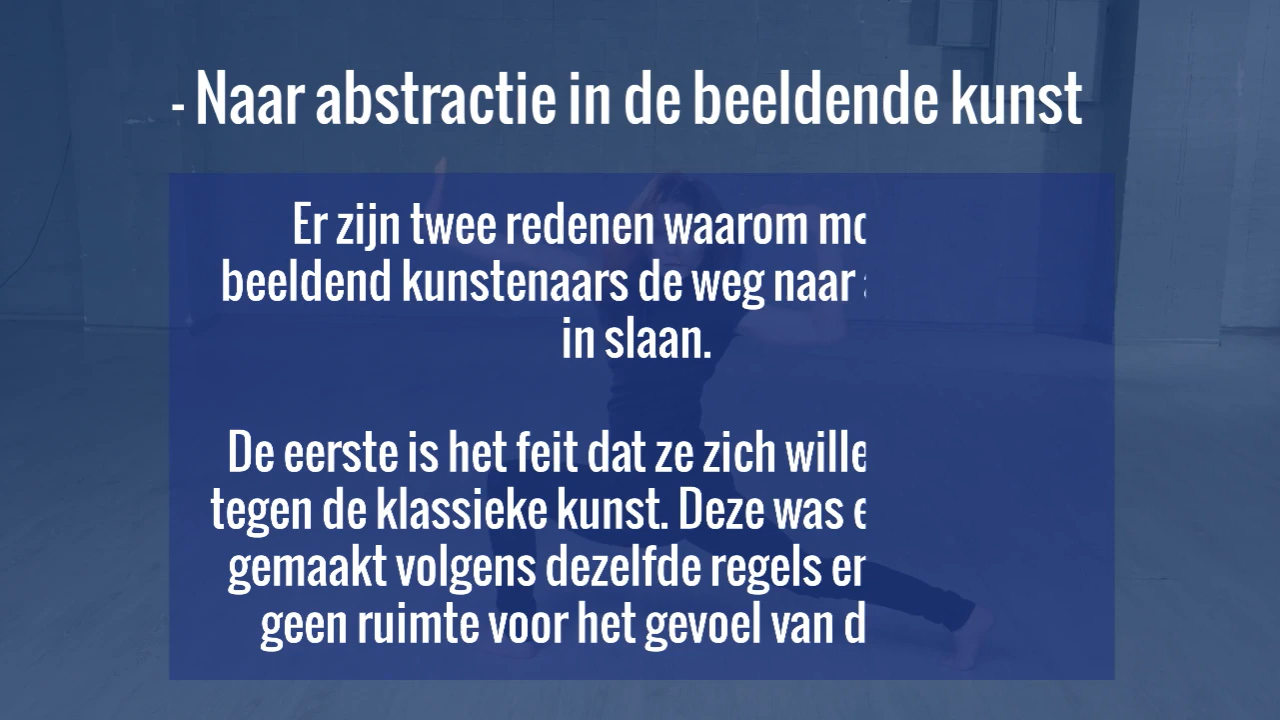 - Naar abstractie in de beeldende kunst
Er zijn twee redenen waarom
beeldend kunstenaars de weg naar
in slaan.
De eerste is het feit dat ze zich
tegen de klassieke kunst. Deze was
gemaakt volgens dezelfde regels
geen ruimte voor het gevoel van